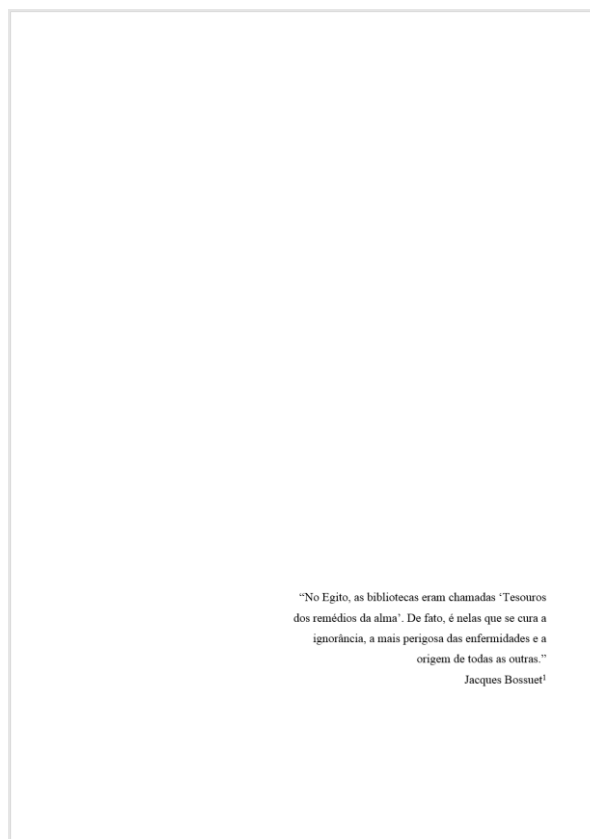 “No Egito, as bibliotecas eram chamadas ‘Tesouros
dos remédios da alma’. De fato, é nelas que se cura a
ignorância, a mais perigosa das enfermidades e a
origem de todas as outras.”
Jacques Bossuet¹